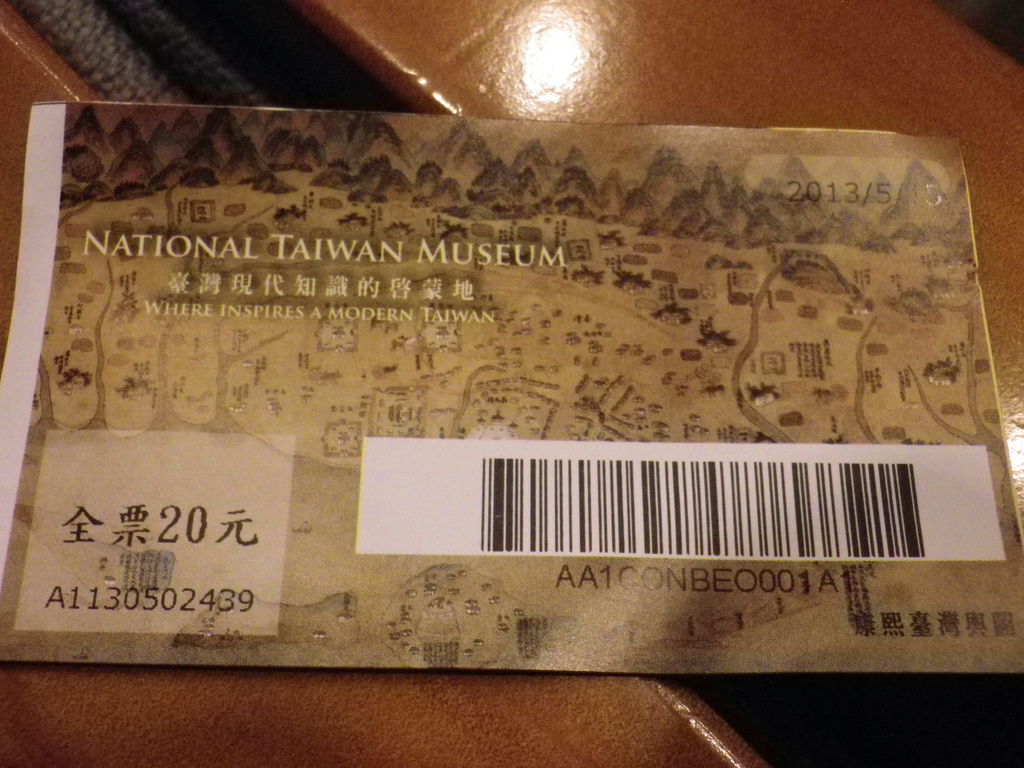 2013/5/
NATIONAL TAIWAN MUSEUM
臺灣現代知識的啓蒙地
WHERE INSPIRES A MODERN TAIWAN
全票20元
A1130502439
AA1CONBEO001A1
康熙臺灣輿圖